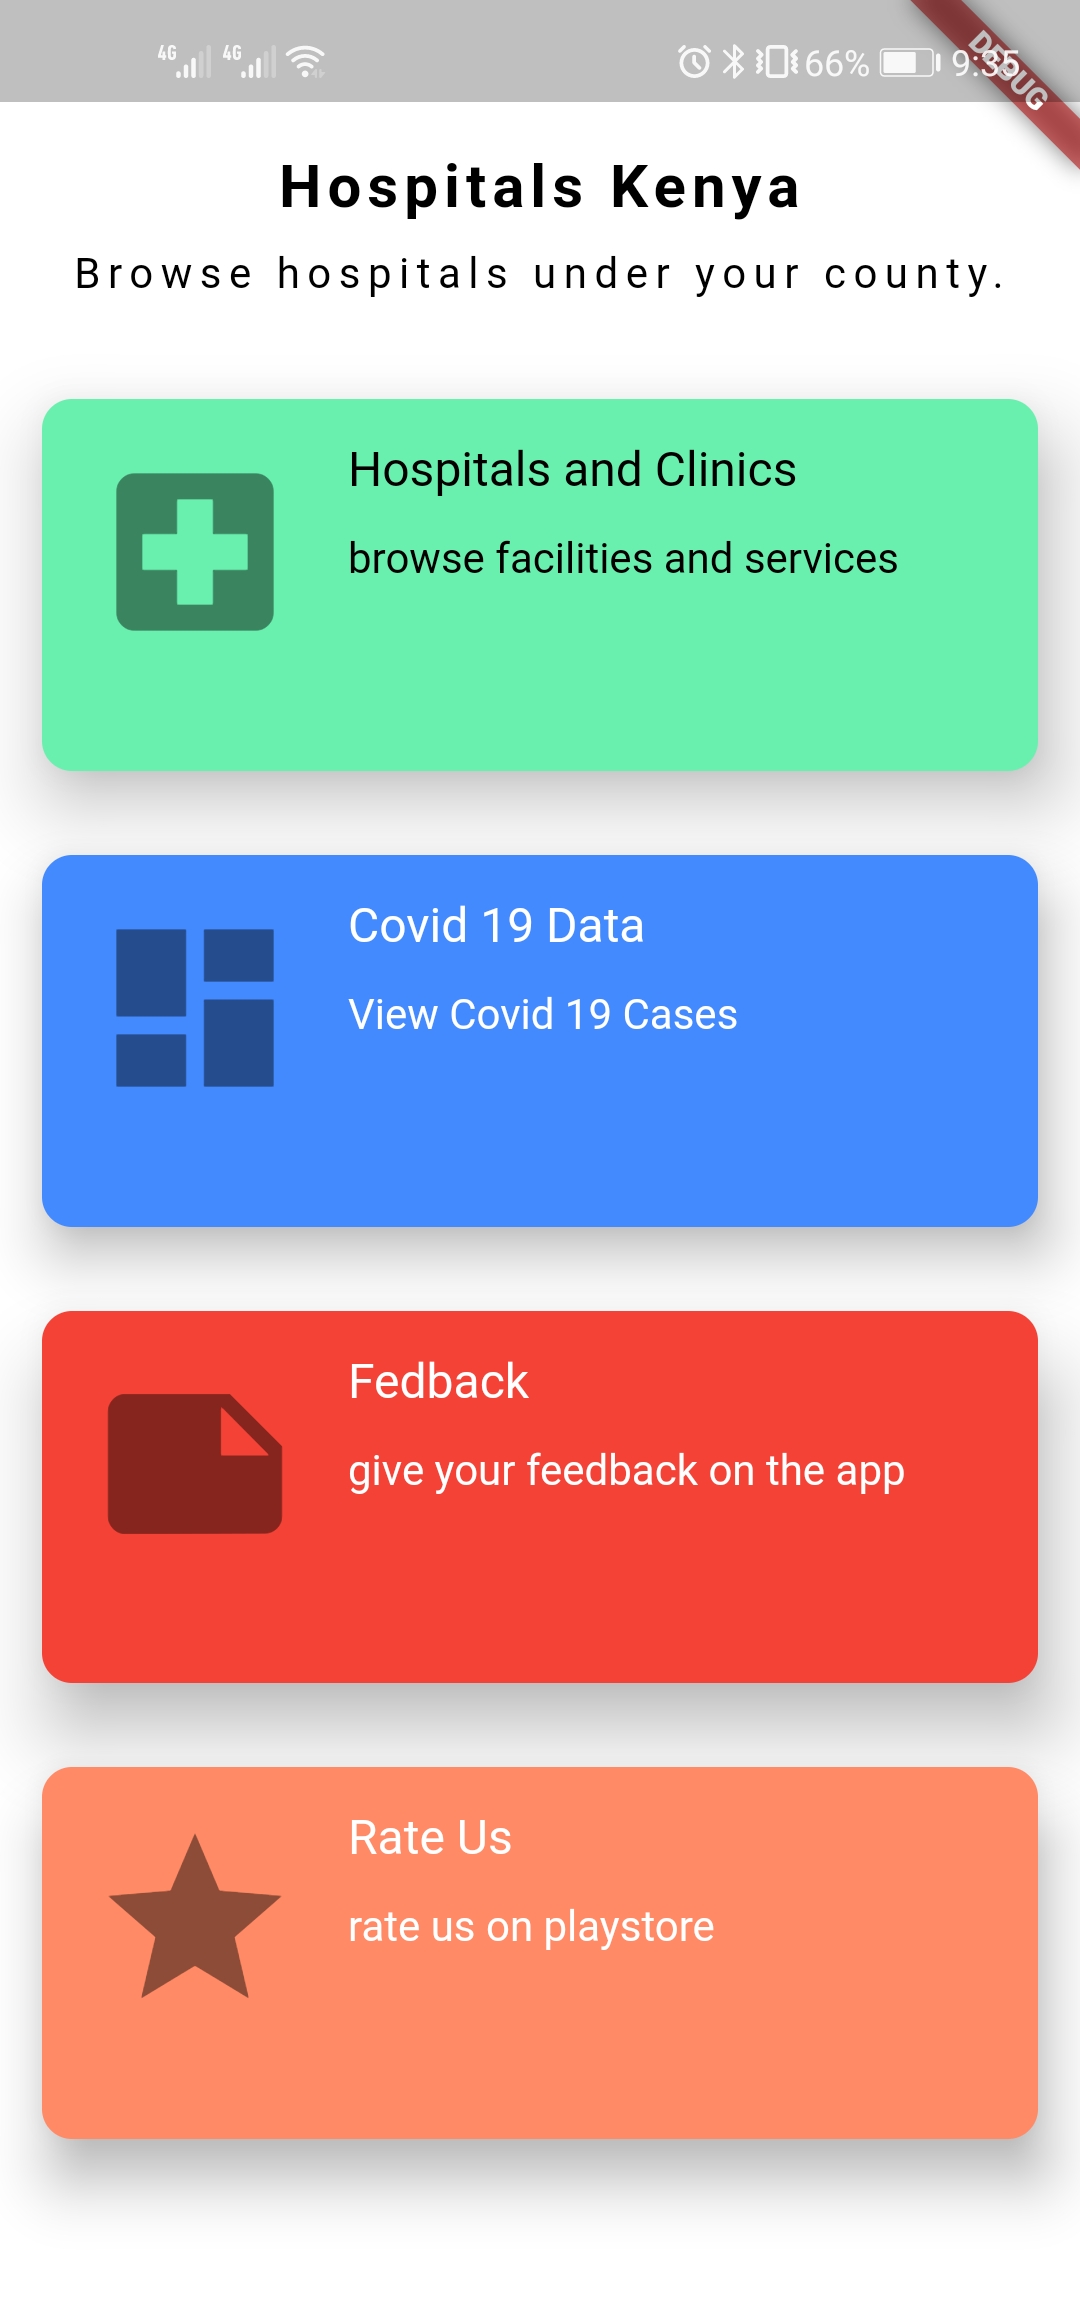 4G 4G 66% 9:35
DEBUG
Hospitals Kenya
Browse hospitals under your county.
Hospitals and Clinics
browse facilities and services
Covid 19 Data
View Covid 19 Cases
Fedback
give your feedback on the app
Rate Us
rate us on playstore